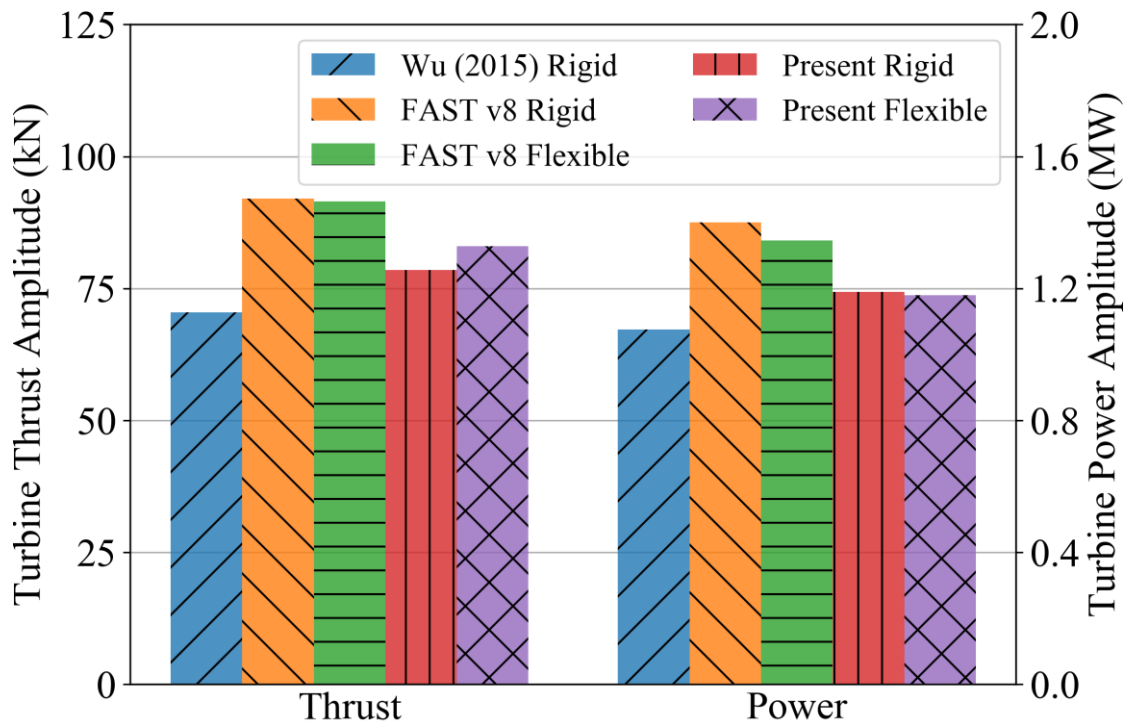 Turbine Thrust Amplitude (kN)
125
100
75
50
25
0
Wu (2015) Rigid
FAST v8 Rigid
FAST v8 Flexible
Present Rigid
Present Flexible
Thrust
Power
2.0
1.6
1.2
0.8
0.4
0.0
Turbine Power Amplitude (MW)